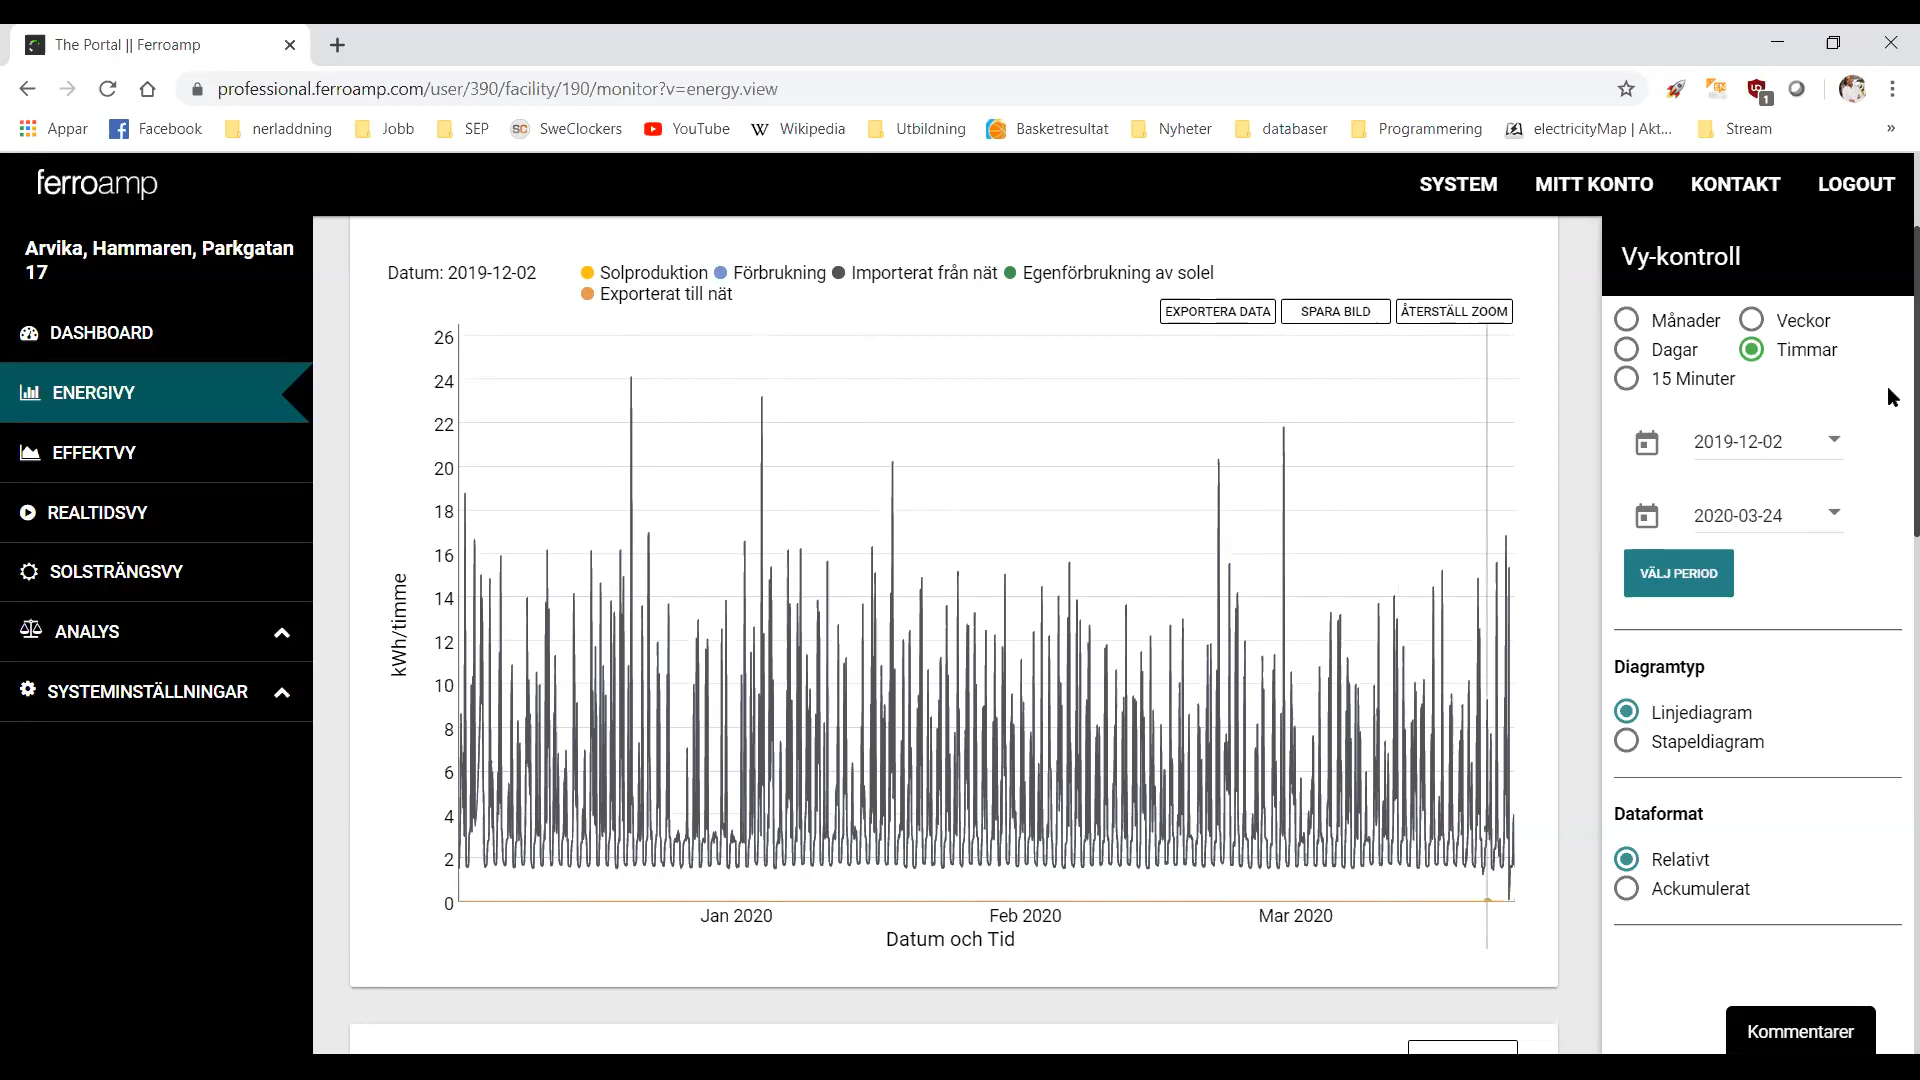 The Portal || Ferroamp
professional.ferroamp.com/user/390/facility/190/monitor?v=energy.view
1
Appar Facebook nerladdning Jobb SEP SweClockers YouTube Wikipedia Utbildning Basketresultat Nyheter databaser Programmering electricityMap | Akt... Stream »
ferroamp
SYSTEM MITT KONTO KONTAKT LOGOUT
Arvika, Hammaren, Parkgatan
17
DASHBOARD
ENERGIVY
EFFEKTVY
REALTIDSVY
SOLSTRÄNGSVY
ANALYS
SYSTEMINSTÄLLNINGAR
Datum: 2019-12-02
Solproduktion Förbrukning Importerat från nät Egenförbrukning av solel
Exporterat till nät
EXPORTERA DATA SPARA BILD ÅTERSTÄLL ZOOM
26
24
22
20
18
16
14
12
10
8
6
4
2
0
kWh/timme
Jan 2020 Feb 2020 Mar 2020
Datum och Tid
Vy-kontroll
Månader Veckor
Dagar Timmar
15 Minuter
2019-12-02
2020-03-24
VÄLJ PERIOD
Diagramtyp
Linjediagram
Stapeldiagram
Dataformat
Relativt
Ackumulerat
Kommentarer